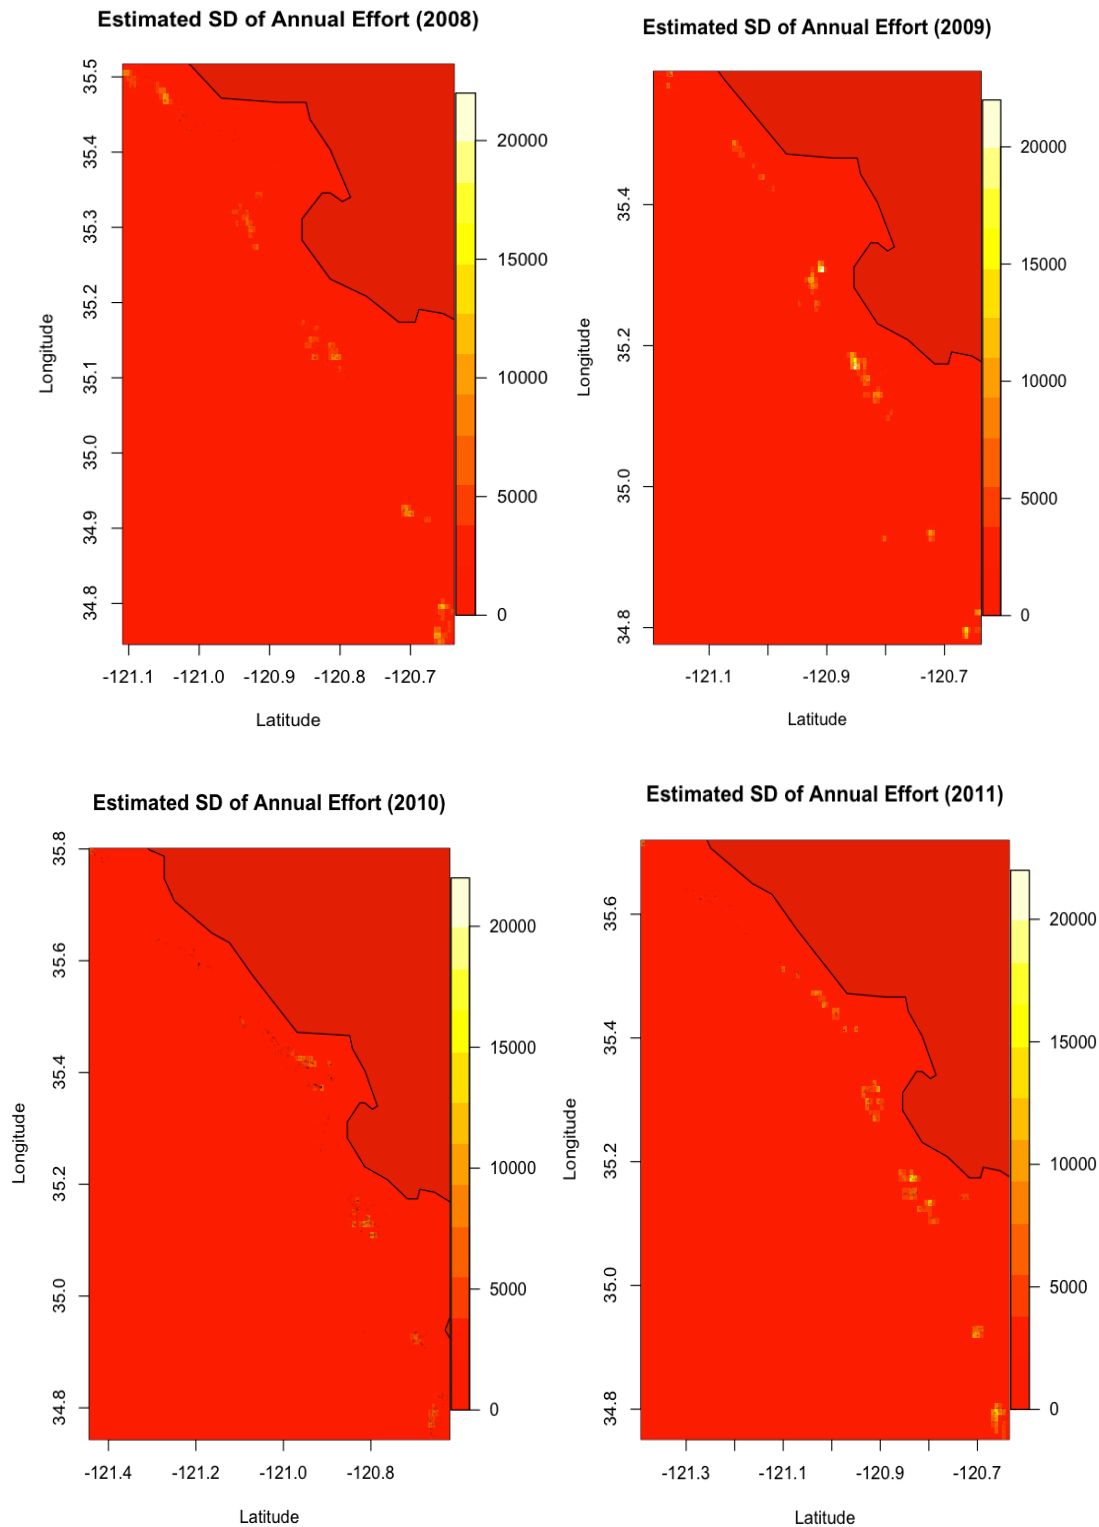 Estimated SD of Annual Effort (2008)
35.5
35.4
35.3
35.2
35.1
35.0
34.9
34.8
Longitude
-121.1 -121.0 -120.9 -120.8 -120.7
Latitude
20000
15000
10000
5000
0
Estimated SD of Annual Effort (2009)
35.4
35.2
35.0
34.8
Longitude
-121.1 -120.9 -120.7
Latitude
20000
15000
10000
5000
0
Estimated SD of Annual Effort (2010)
35.8
35.6
35.4
35.2
35.0
34.8
Longitude
-121.4 -121.2 -121.0 -120.8
Latitude
20000
15000
10000
5000
0
Estimated SD of Annual Effort (2011)
35.6
35.4
35.2
35.0
34.8
Longitude
-121.3 -121.1 -120.9 -120.7
Latitude
20000
15000
10000
5000
0